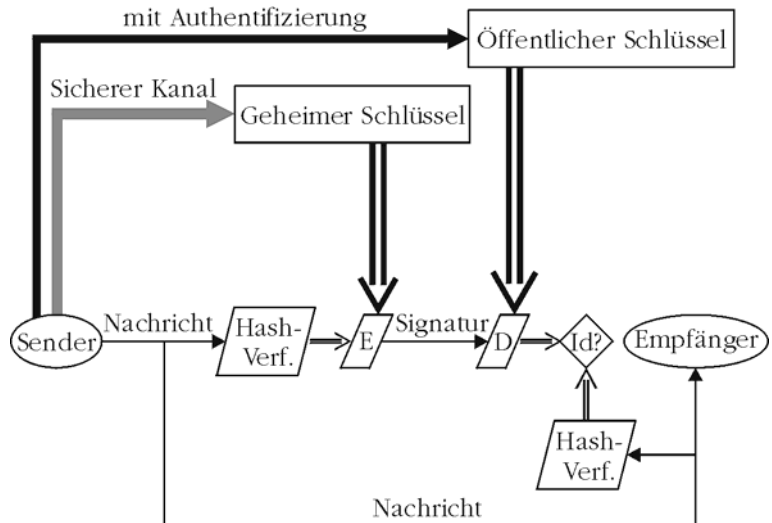 mit Authentifizierung
Öffentlicher Schlüssel
Sicherer Kanal
Geheimer Schlüssel
Sender
Nachricht
Hash-
Verf.
E
Signatur
D
Id?
Empfänger
Hash-
Verf.
Nachricht